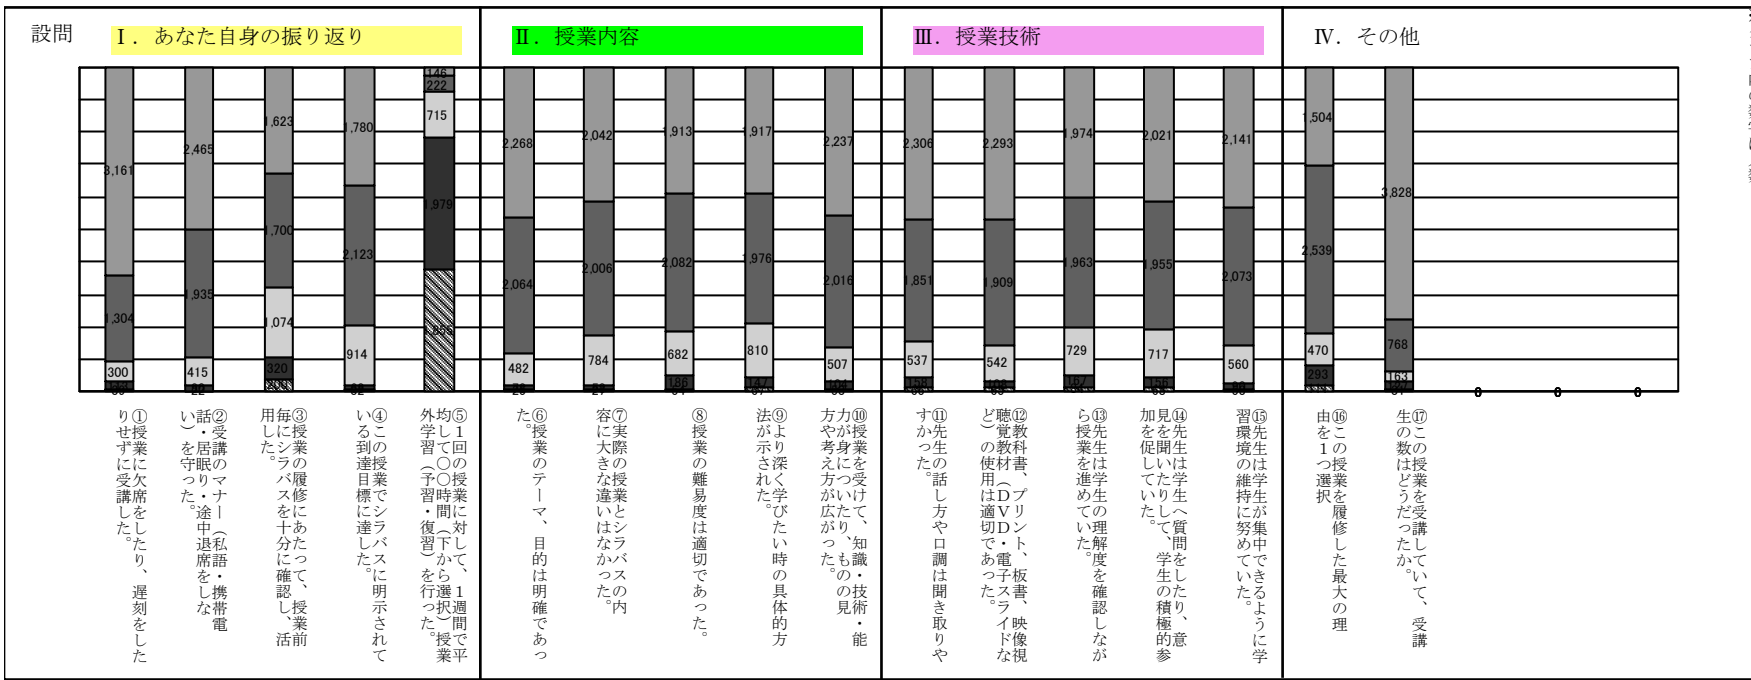 設問
Ⅰ．あなた自身の振り返り
Ⅱ．授業内容
Ⅲ．授業技術
Ⅳ．その他
3,161
1,304
300
2,465
1,935
415
80
22
1,623
1,700
1,074
320
200
1,780
2,123
914
146
222
715
1,979
1,855
2,268
2,064
482
2,042
2,006
784
1,913
2,082
682
186
1,917
1,976
810
147
2,237
2,016
507
104
2,306
1,851
537
158
2,293
1,909
542
1,974
1,963
729
157
2,021
1,955
717
155
2,141
2,073
560
1,504
2,539
470
293
3,828
768
163
0
0
0
①授業に欠席をしたり、遅刻をした
りせずに受講した。
②受講のマナー（私語・携帯電
話・居眠り・途中退席をしな
い）を守った。
③授業の履修にあたって、授業前
毎にシラバスを十分に確認し、活
用した。
④この授業でシラバスに明示されて
いる到達目標に達した。
⑤１回の授業に対して、１週間で平
均して〇〇時間（下から選択）授業
外学習（予習・復習）を行った。
⑥授業のテーマ、目的は明確であっ
た。
⑦実際の授業とシラバスの内
容に大きな違いはなかった。
⑧授業の難易度は適切であった。
⑨より深く学びたい時の具体的方
法が示された。
⑩授業を受けて、知識・技術・能
力が身についたり、ものの見
方や考え方が広がった。
⑪先生の話し方や口調は聞き取りや
すかった。
⑫教科書、プリント、板書、映像視
聴覚教材（ＤＶＤ・電子スライドな
ど）の使用は適切であった。
⑬先生は学生の理解度を確認しなが
ら授業を進めていた。
⑭先生は学生へ質問をしたり、意
見を聞いたりして、学生の積極的参
加を促していた。
⑮先生は学生が集中できるように学
習環境の維持に努めていた。
⑯この授業を履修した最大の理
由を１つ選択
⑰この授業を受講していて、受講
生の数はどうだったか。